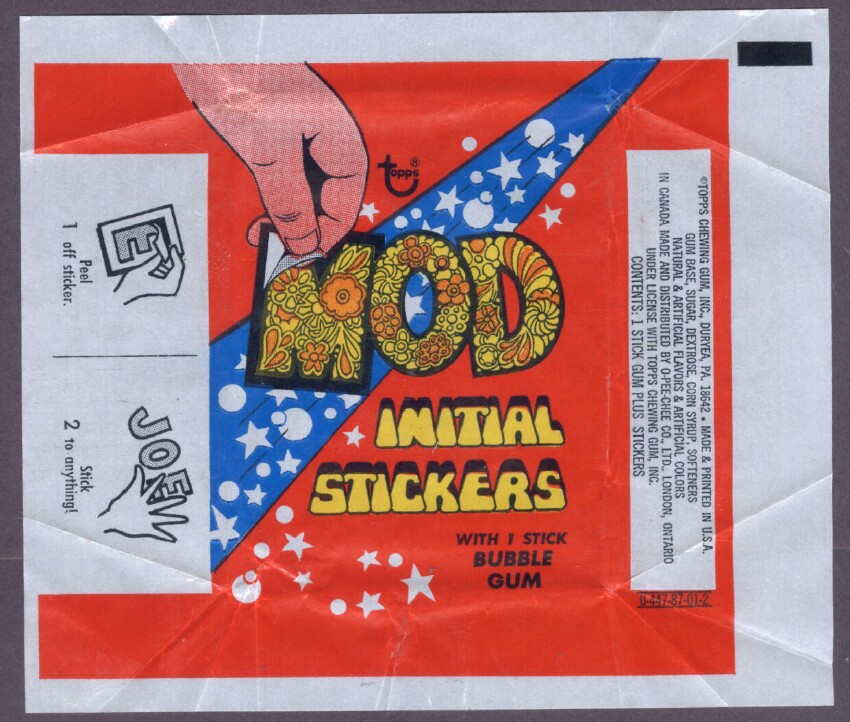 topps®
MOD
INITIAL
STICKERS
WITH 1 STICK
BUBBLE
GUM
E
Peel
1 off sticker.
JOE
Stick
2 to anything!
©TOPPS CHEWING GUM, INC., DURYEA, PA. 18642 • MADE & PRINTED IN U.S.A.
GUM BASE, SUGAR, DEXTROSE, CORN SYRUP, SOFTENERS
NATURAL & ARTIFICIAL FLAVORS & ARTIFICIAL COLORS
IN CANADA MADE AND DISTRIBUTED BY O-PEE-CHEE CO., LTD., LONDON, ONTARIO
UNDER LICENSE WITH TOPPS CHEWING GUM, INC.
CONTENTS: 1 STICK GUM PLUS STICKERS
0-447-87-01-2